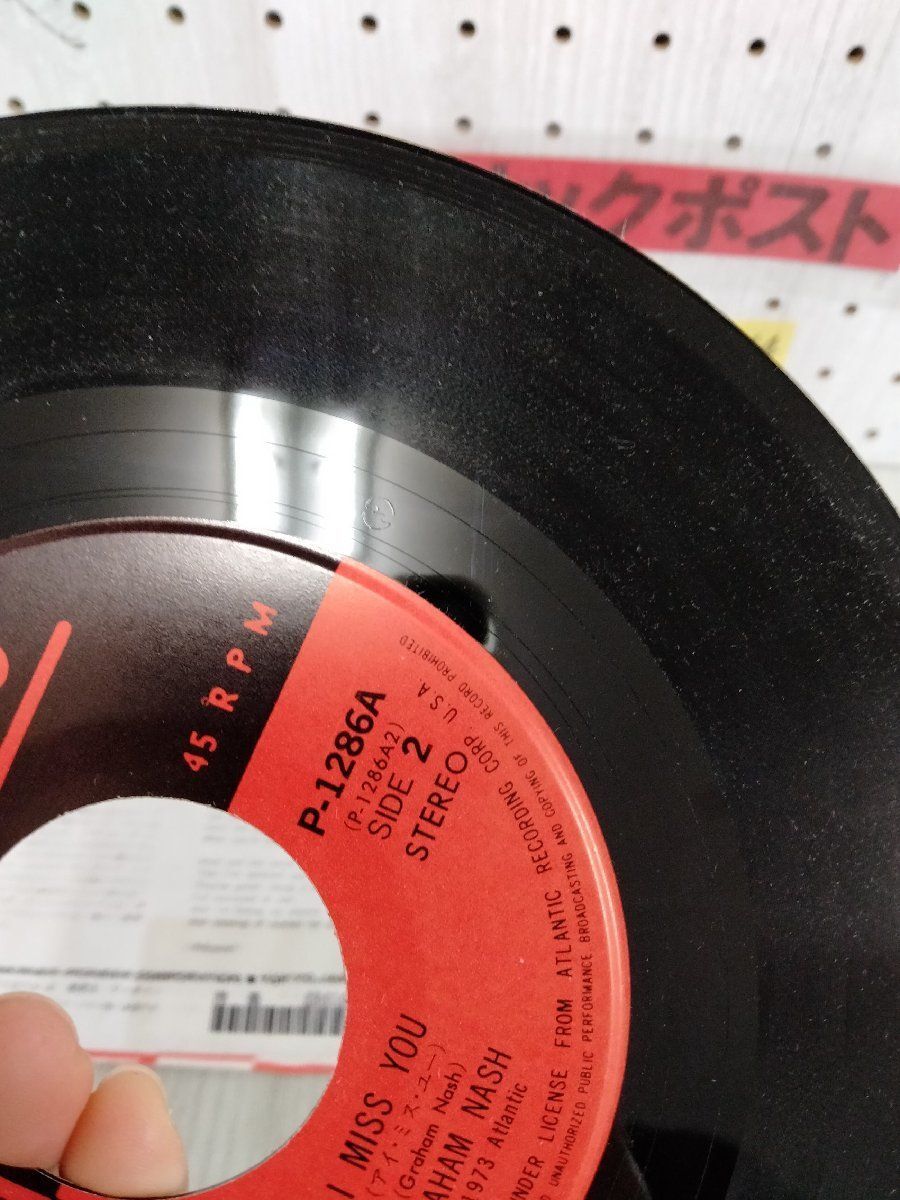 ックポスト
45 RPM
P-1286A
(P-1286A2)
SIDE 2
STEREO
I MISS YOU
(アイ・ミス・ユー)
(Graham Nash)
AHAM NASH
1973 Atlantic
UNDER LICENSE FROM ATLANTIC RECORDING CORP. U.S.A.
UNAUTHORIZED PUBLIC PERFORMANCE BROADCASTING AND COPYING OF THIS RECORD PROHIBITED